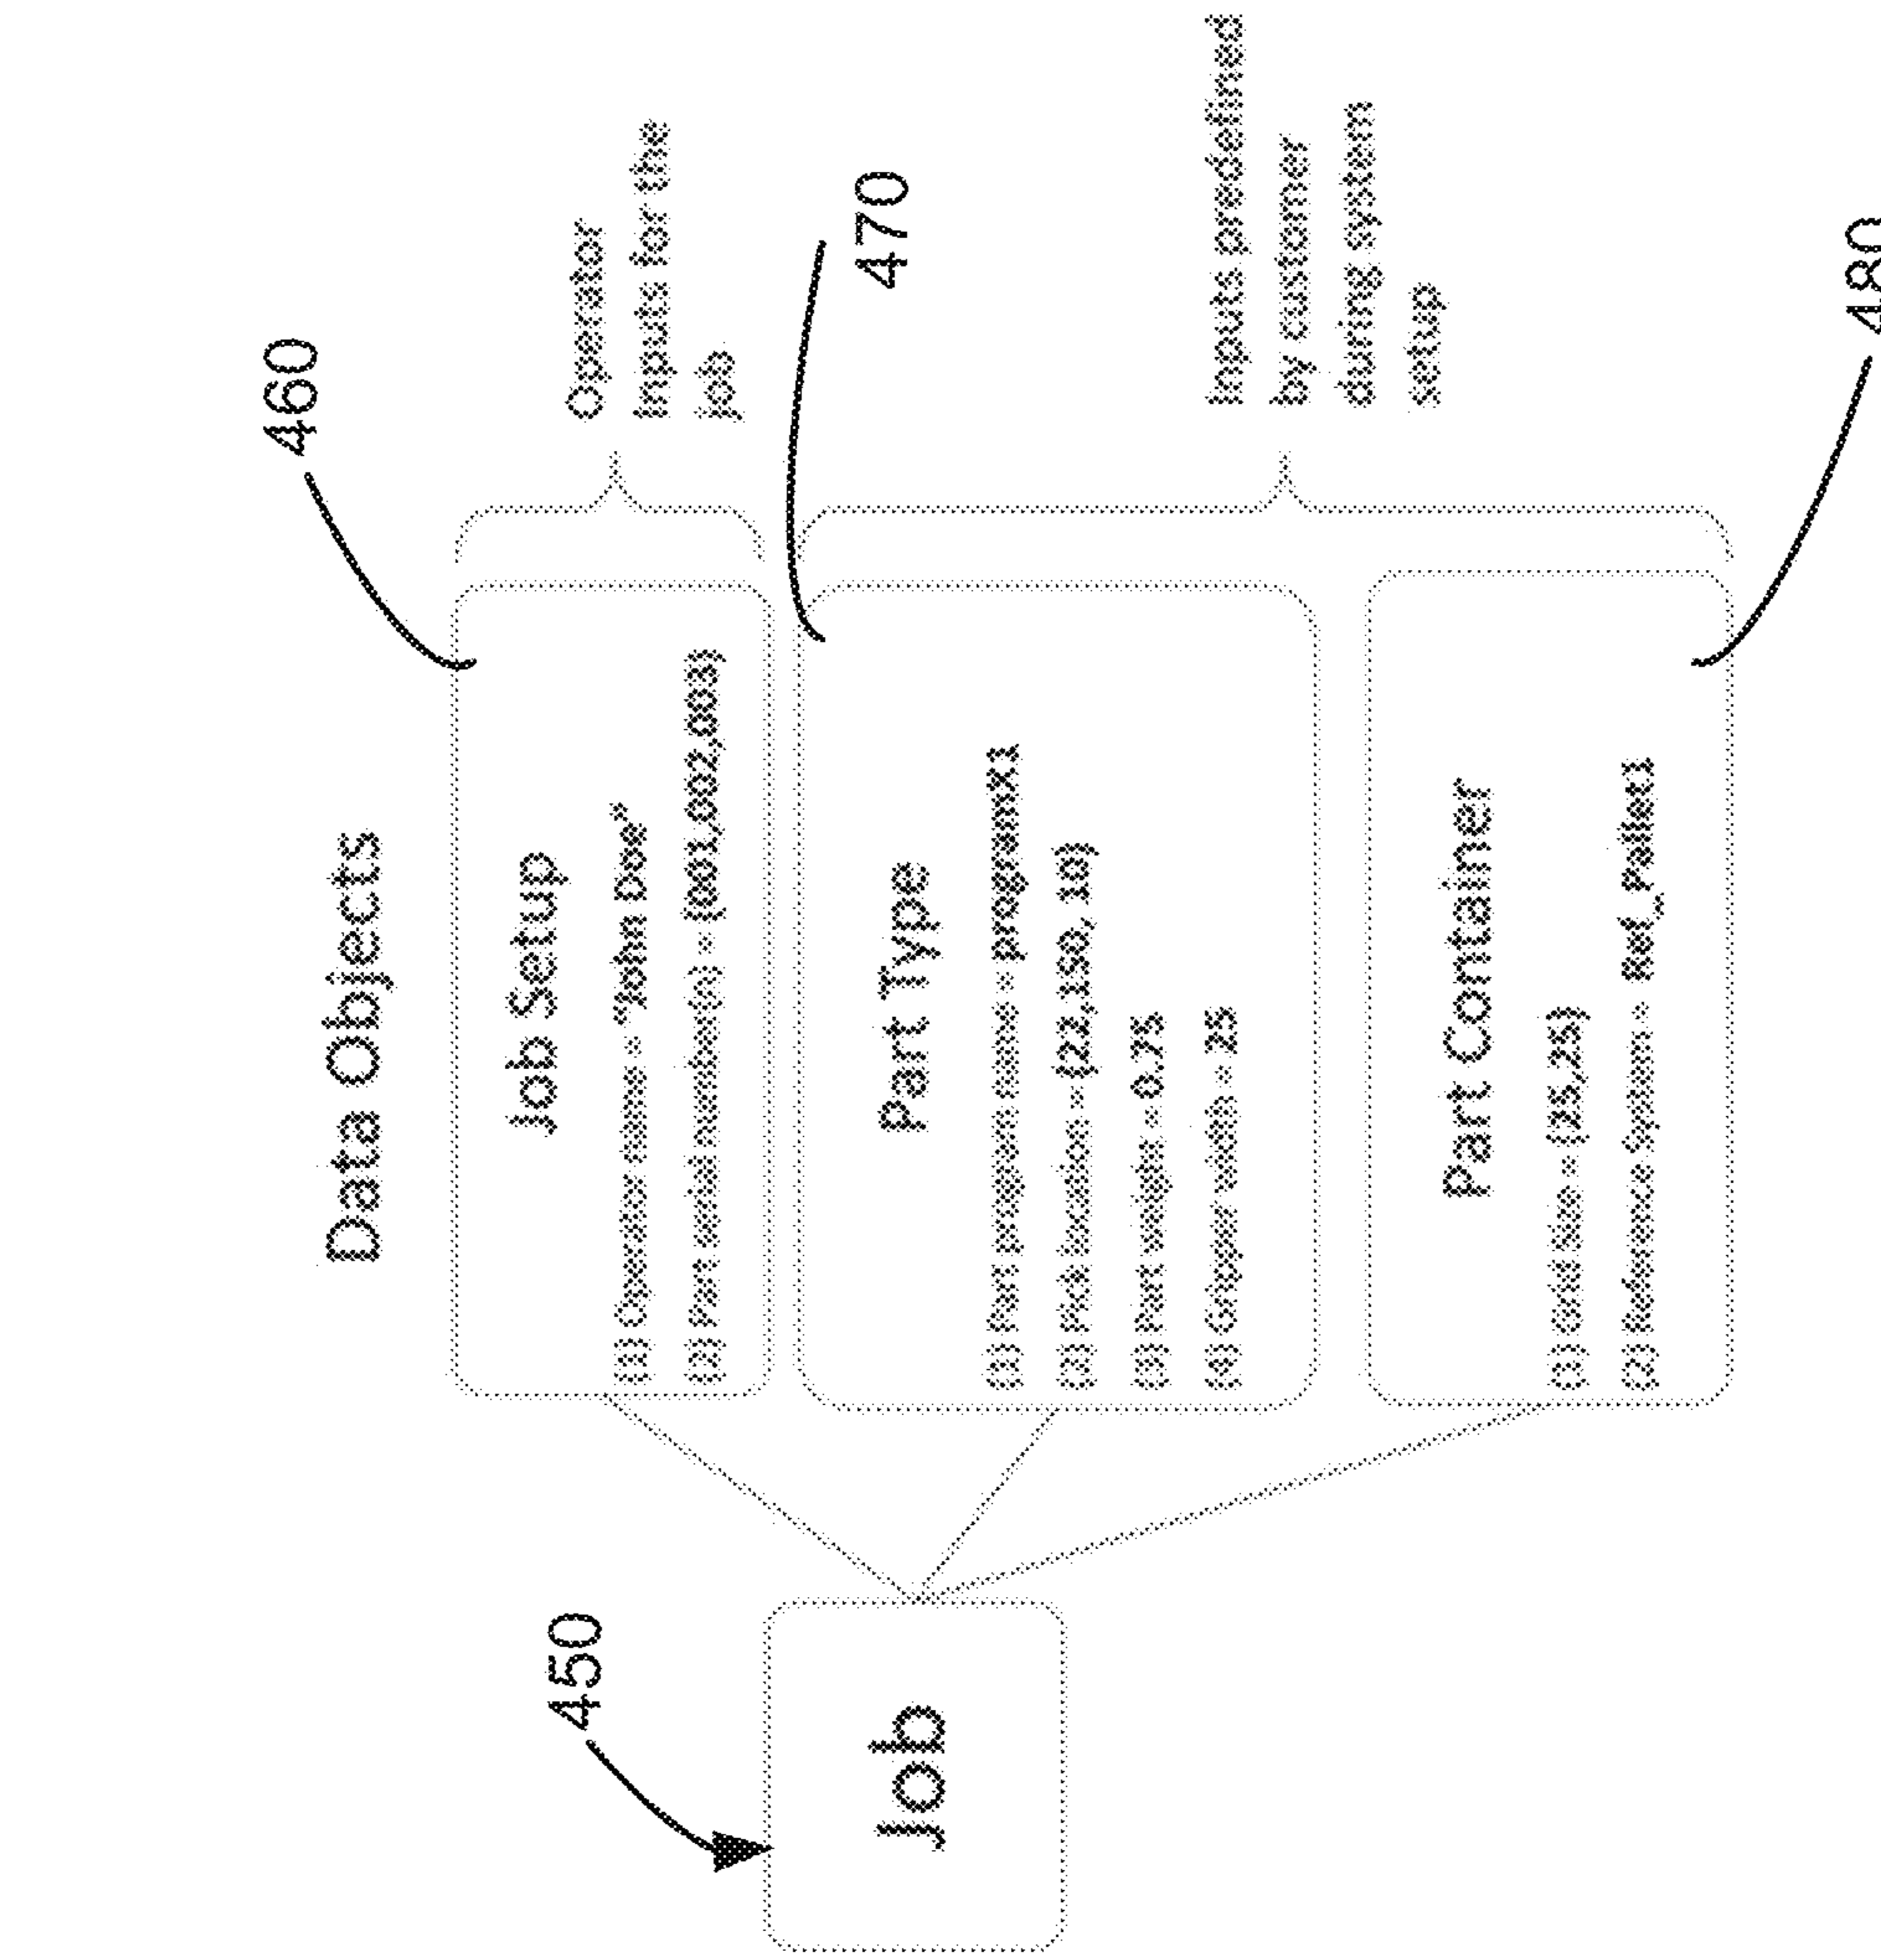 Data Objects
460
Job Setup
(1) Operator name = "John Doe"
(2) Part serial number(s) = {001,002,003}
Operator
inputs for the
job
450
Job
470
Part Type
(1) Part program name = programX1
(2) Pick location = {22,150, 10}
(3) Part weight = 0.75
(4) Gripper width = 25
Inputs predefined
by customer
during system
setup
Part Container
(1) Grid Size = {25,25}
(2) Reference System = Ref_Pallet1
480